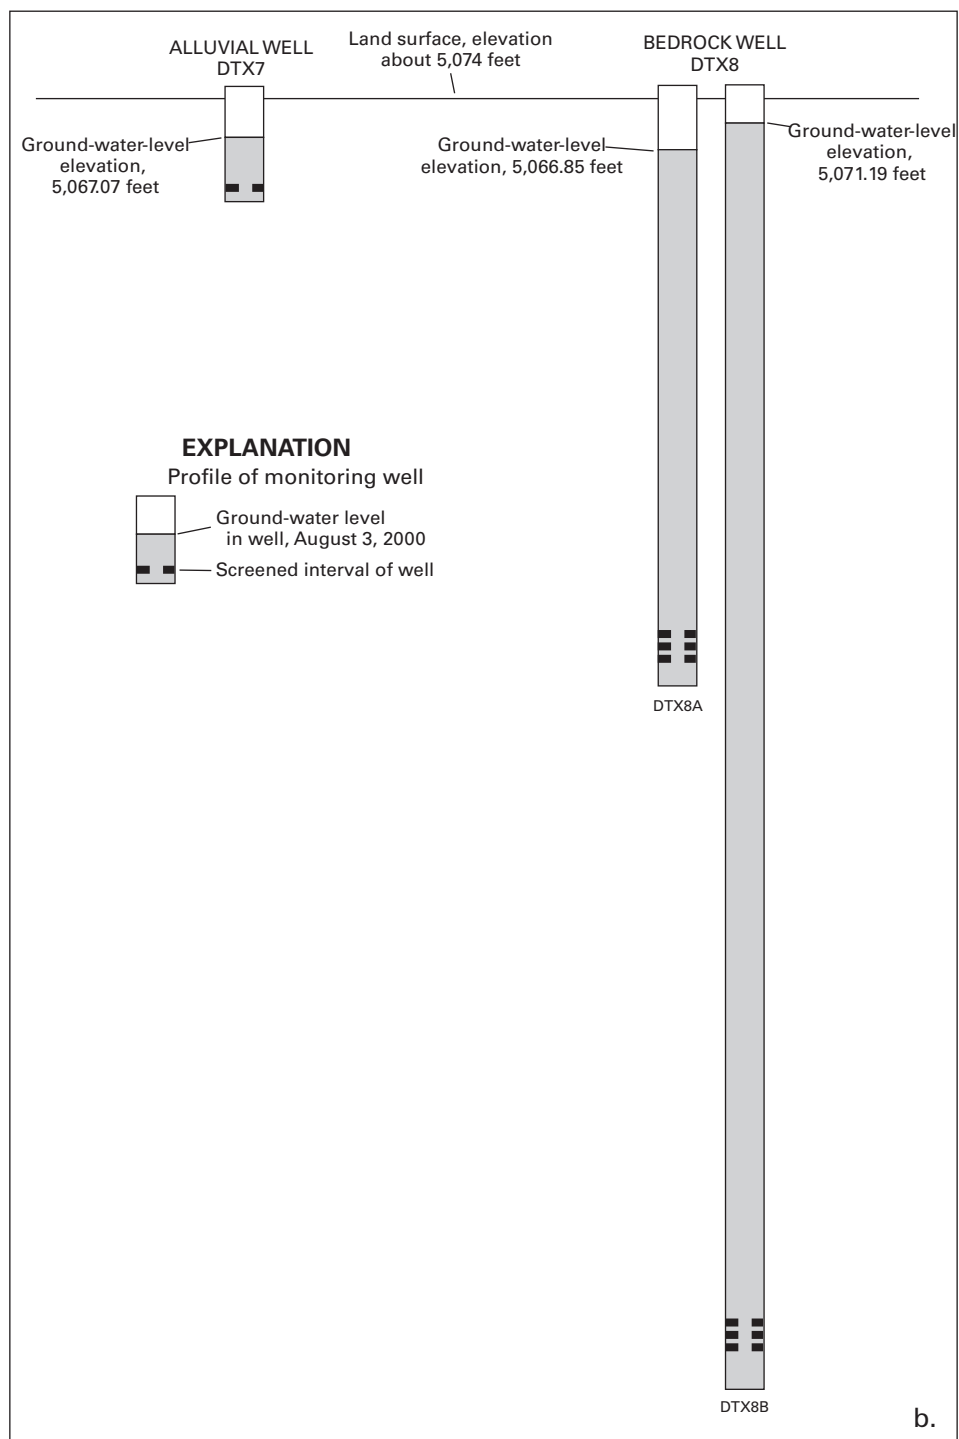 ALLUVIAL WELL
DTX7
Land surface, elevation
about 5,074 feet
BEDROCK WELL
DTX8
Ground-water-level
elevation,
5,067.07 feet
Ground-water-level
elevation, 5,066.85 feet
Ground-water-level
elevation,
5,071.19 feet
EXPLANATION
Profile of monitoring well
Ground-water level
in well, August 3, 2000
Screened interval of well
DTX8A
DTX8B
b.